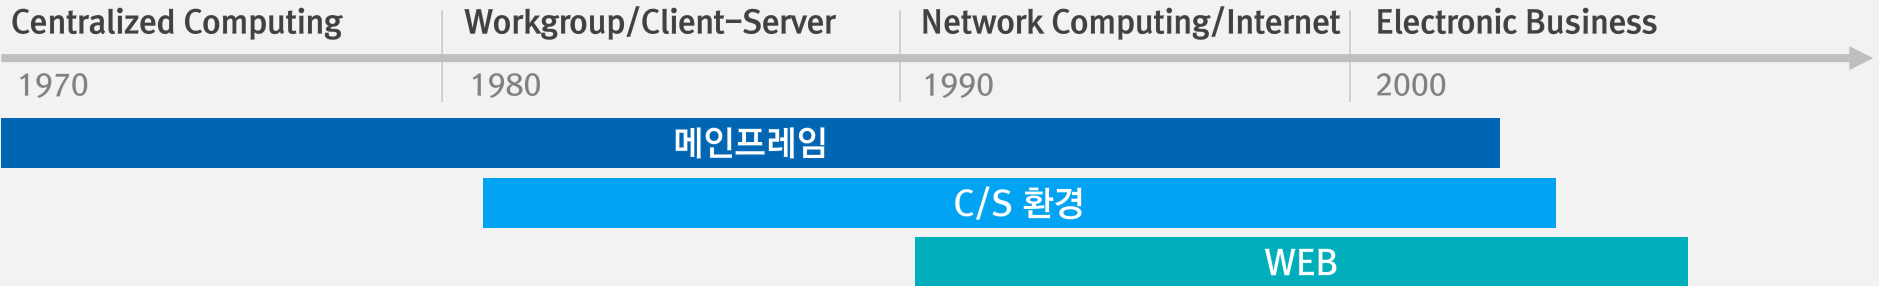 Centralized Computing
Workgroup/Client-Server
Network Computing/Internet
Electronic Business
1970
1980
1990
2000
메인프레임
C/S 환경
WEB